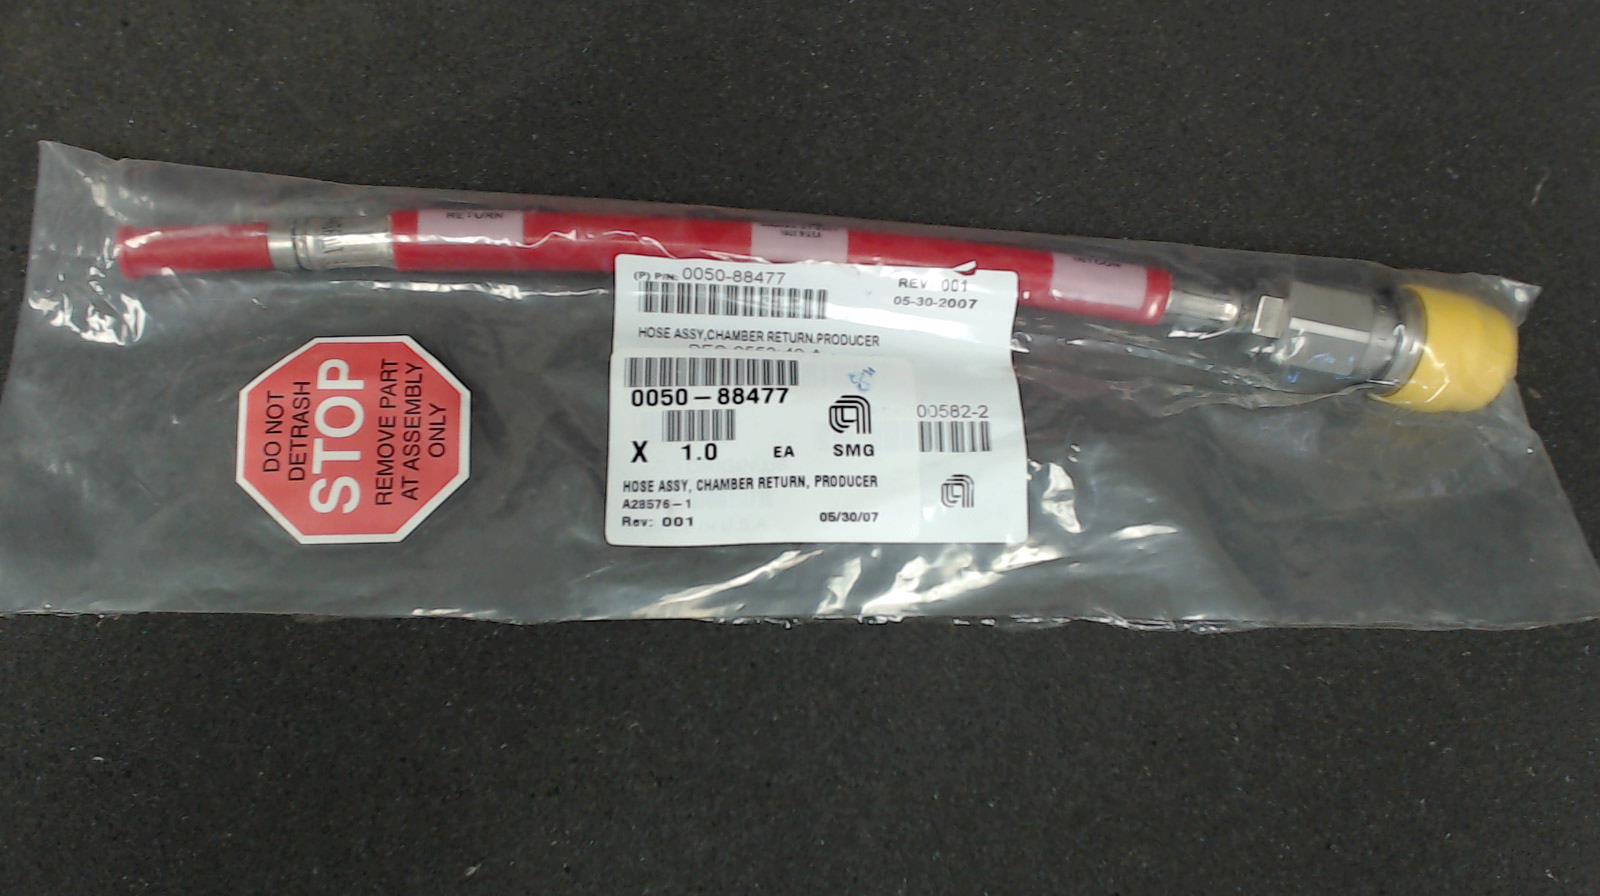 RETURN
(P) P/N: 0050-88477
REV 001
05-30-2007
HOSE ASSY,CHAMBER RETURN,PRODUCER
0050-88477
X 1.0 EA SMG
00582-2
HOSE ASSY, CHAMBER RETURN, PRODUCER
A28576-1
Rev: 001 05/30/07
DO NOT
DETRASH
STOP
REMOVE PART
AT ASSEMBLY
ONLY